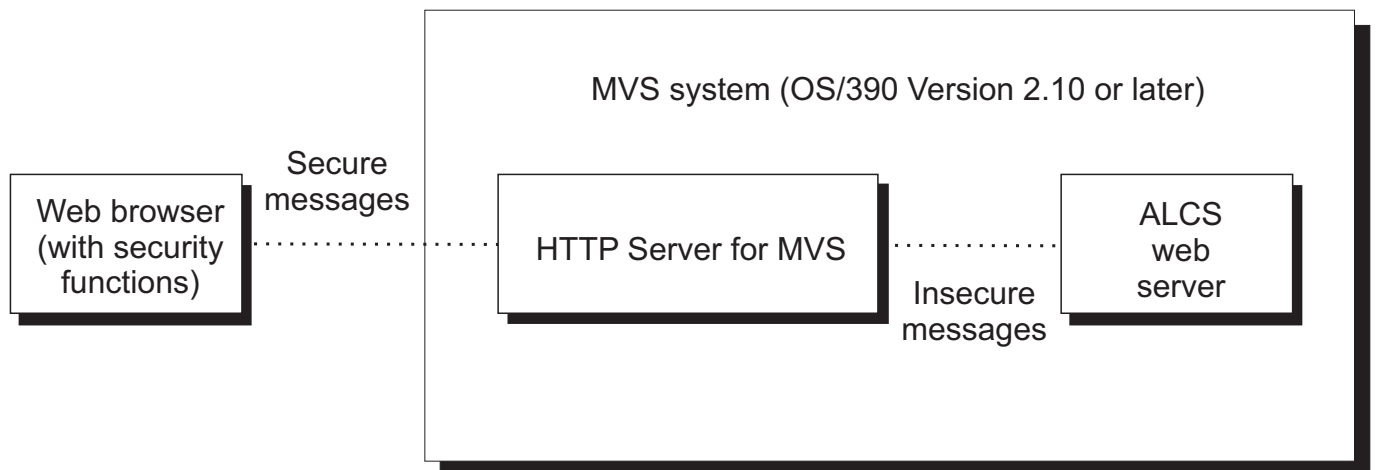 MVS system (OS/390 Version 2.10 or later)
Secure
messages
Web browser
(with security
functions)
HTTP Server for MVS
Insecure
messages
ALCS
web
server